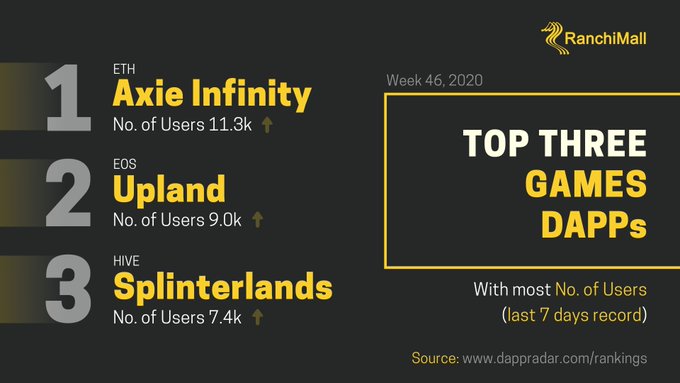 RanchiMall
Week 46, 2020
TOP THREE
GAMES
DAPPs
With most No. of Users
(last 7 days record)
1
ETH
Axie Infinity
No. of Users 11.3k
2
EOS
Upland
No. of Users 9.0k
3
HIVE
Splinterlands
No. of Users 7.4k
Source: www.dappradar.com/rankings